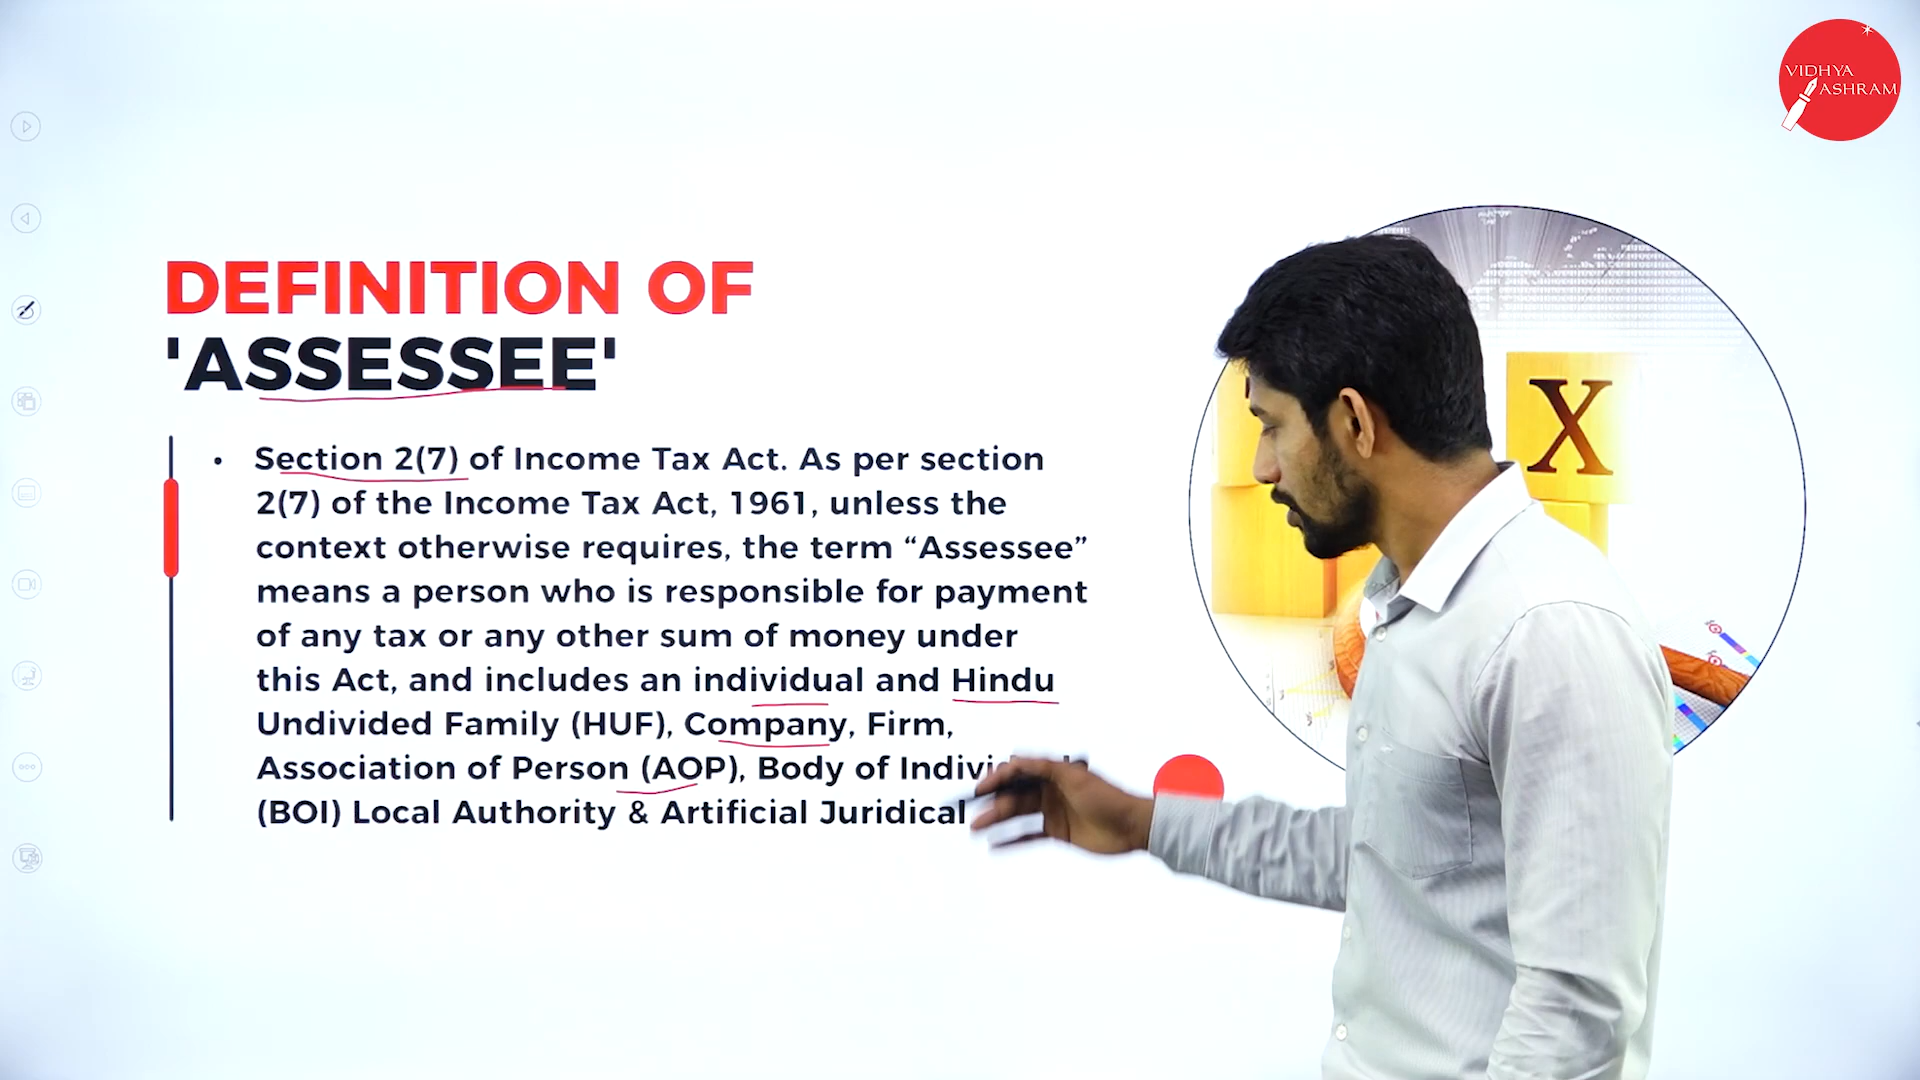 VIDHYA
ASHRAM
DEFINITION OF
'ASSESSEE'
• Section 2(7) of Income Tax Act. As per section
2(7) of the Income Tax Act, 1961, unless the
context otherwise requires, the term “Assessee”
means a person who is responsible for payment
of any tax or any other sum of money under
this Act, and includes an individual and Hindu
Undivided Family (HUF), Company, Firm,
Association of Person (AOP), Body of
(BOI) Local Authority & Artificial Juridical
X